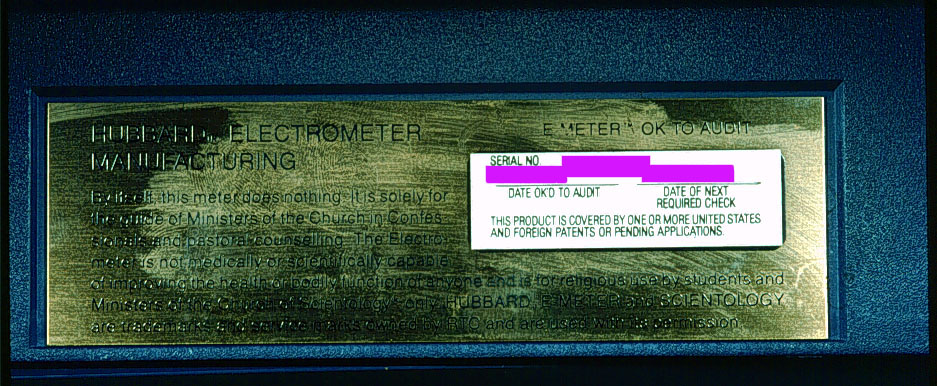 HUBBARD® ELECTROMETER
MANUFACTURING
E-METER™ OK TO AUDIT
SERIAL NO.
DATE OK'D TO AUDIT
DATE OF NEXT
REQUIRED CHECK
THIS PRODUCT IS COVERED BY ONE OR MORE UNITED STATES
AND FOREIGN PATENTS OR PENDING APPLICATIONS.
By itself, this meter does nothing. It is solely for
the guide of Ministers of the Church in Confes-
sionals and pastoral counselling. The Electro-
meter is not medically or scientifically capable
of improving the health or bodily function of anyone and is for religious use by students and
Ministers of the Church of Scientology only. HUBBARD, E-METER and SCIENTOLOGY
are trademarks and service marks owned by RTC and are used with its permission.